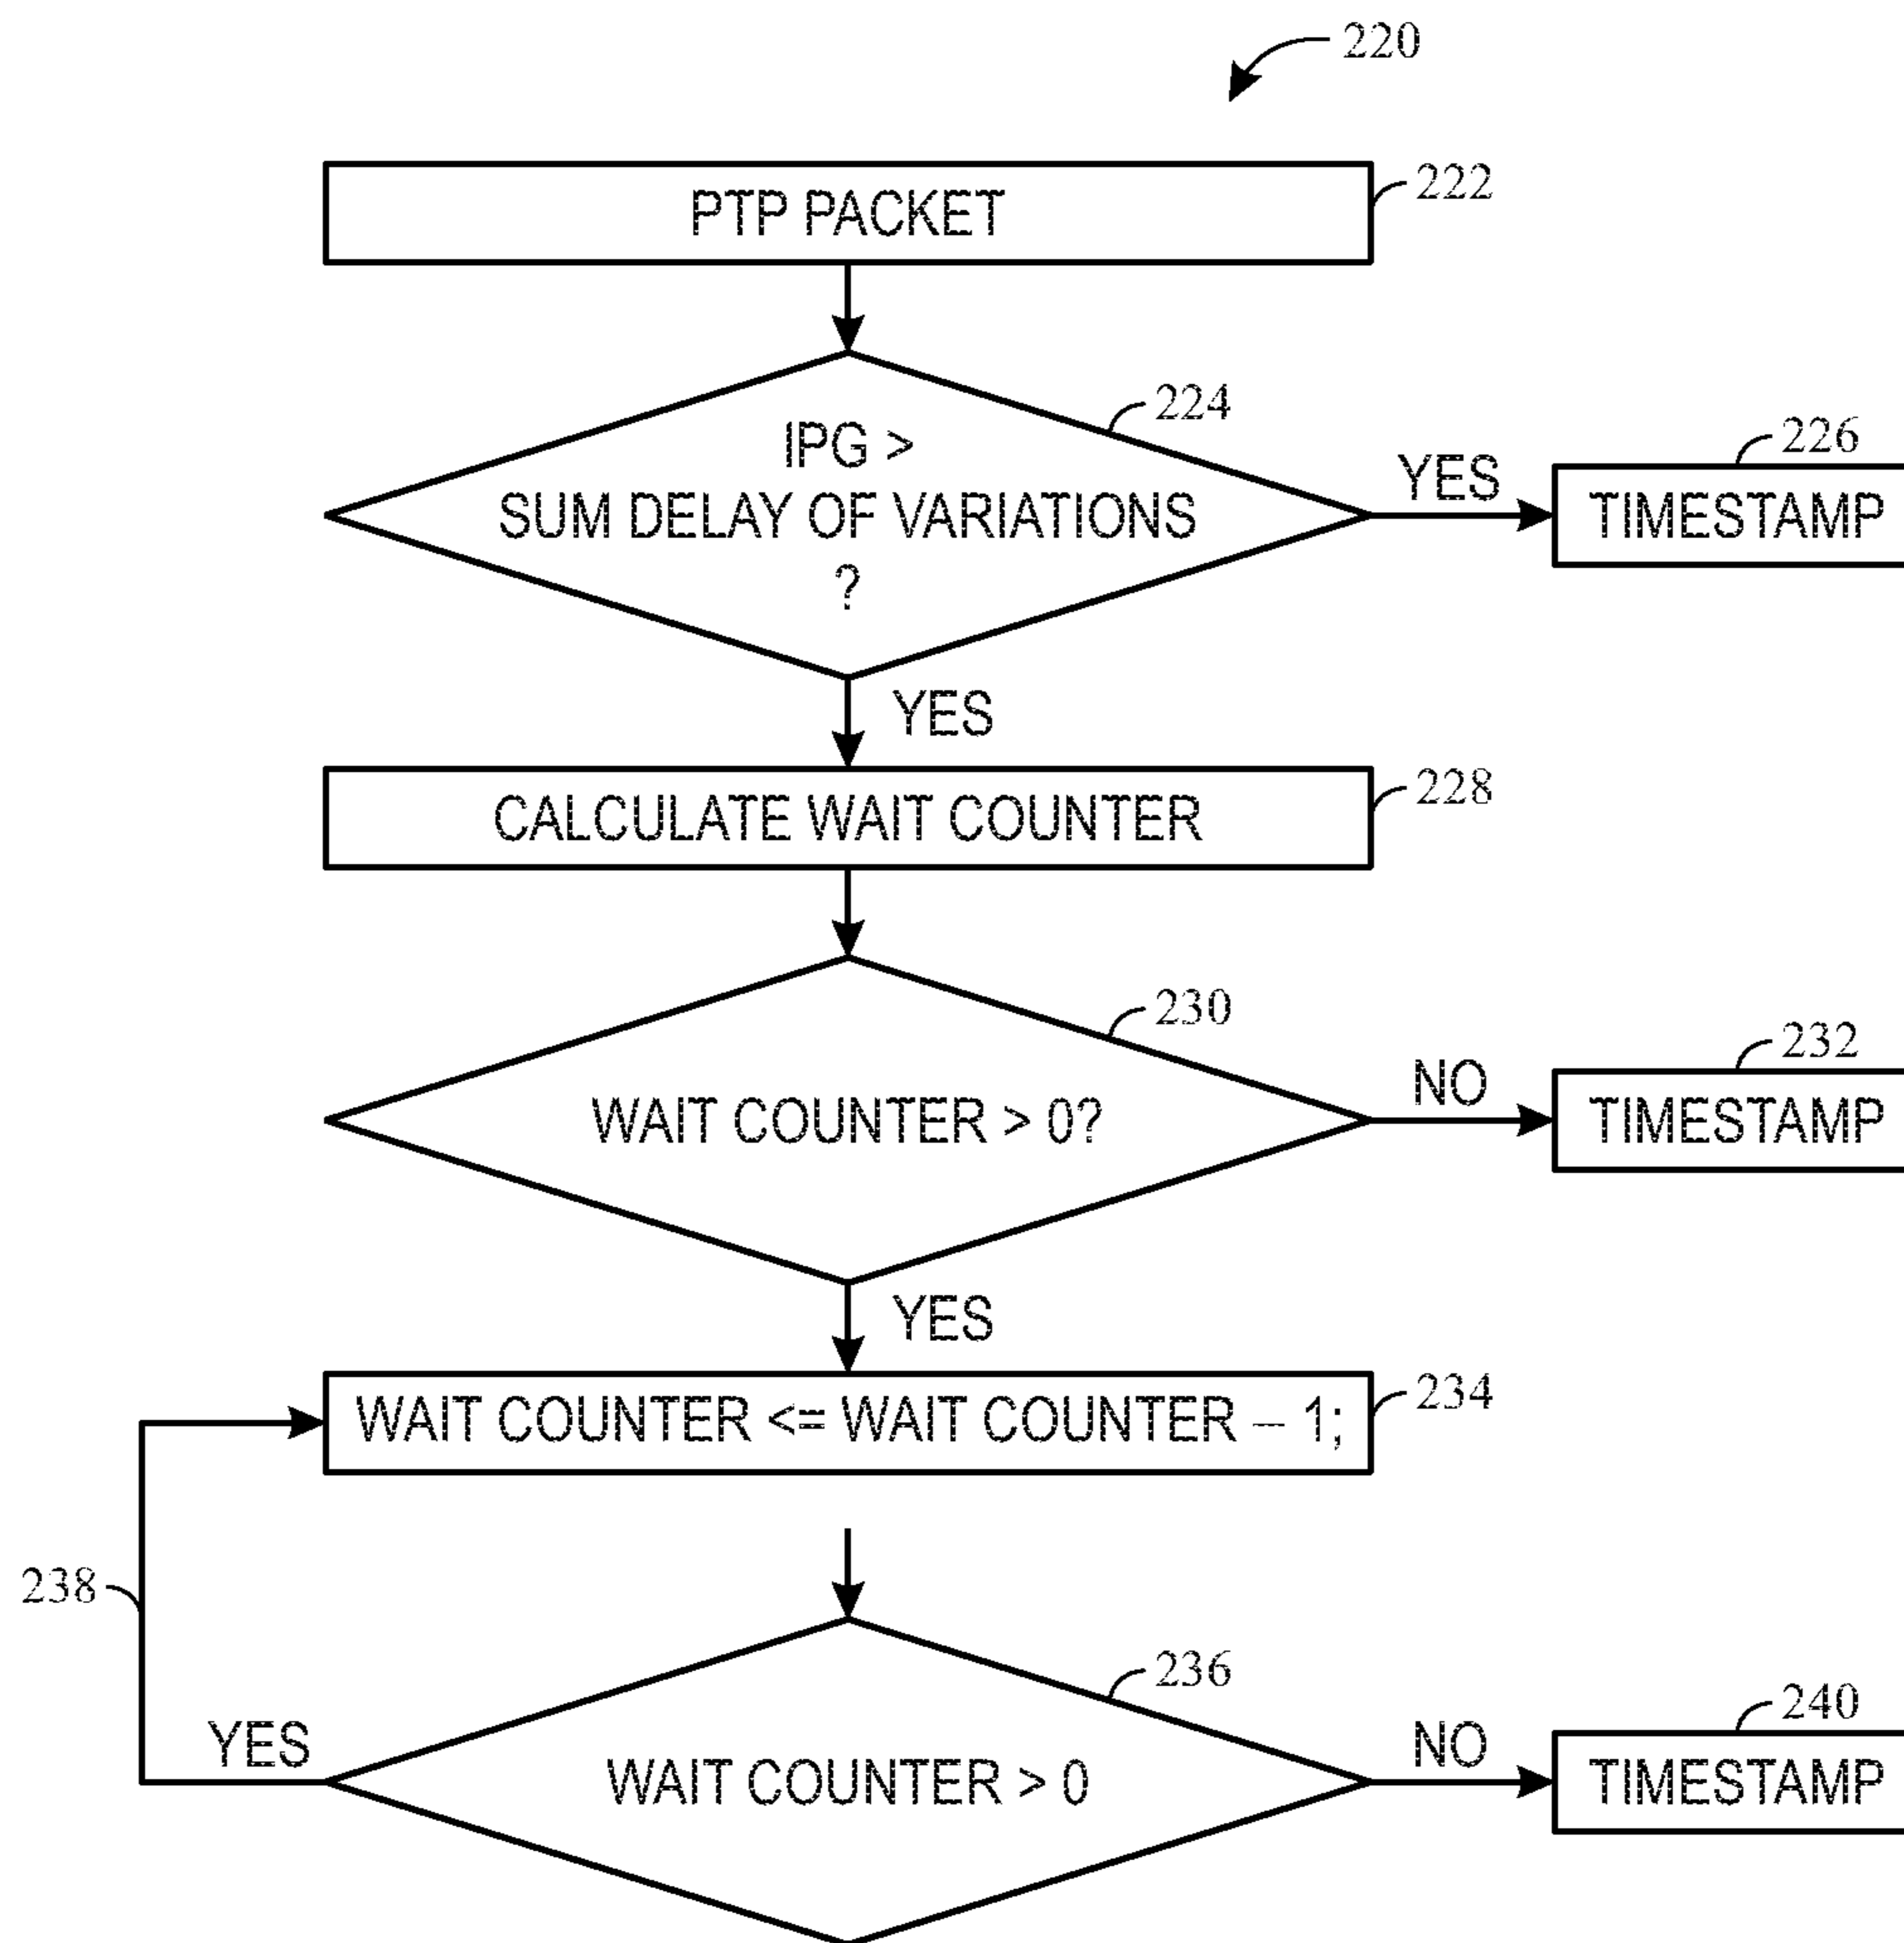 220
PTP PACKET
222
IPG >
SUM DELAY OF VARIATIONS
?
224
YES
226
TIMESTAMP
YES
CALCULATE WAIT COUNTER
228
WAIT COUNTER > 0?
230
NO
232
TIMESTAMP
YES
WAIT COUNTER <= WAIT COUNTER – 1;
234
238
YES
WAIT COUNTER > 0
236
NO
240
TIMESTAMP